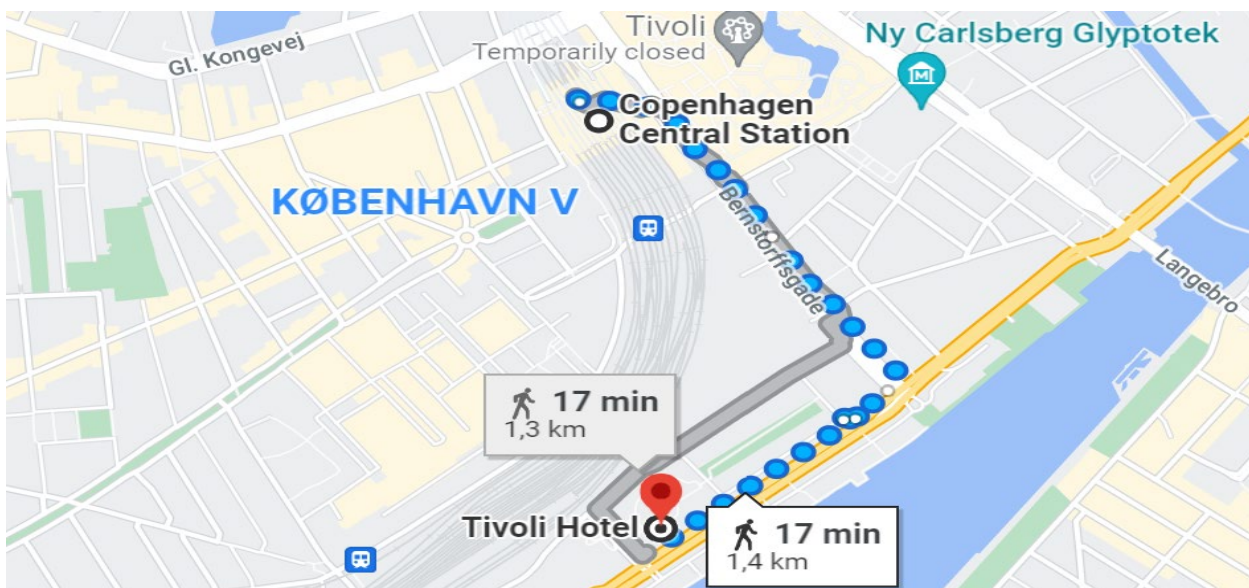 Tivoli
Temporarily closed
Ny Carlsberg Glyptotek
Gl. Kongevej
Copenhagen
Central Station
KØBENHAVN V
Bernstorffsgade
Langebro
17 min
1,3 km
Tivoli Hotel
17 min
1,4 km